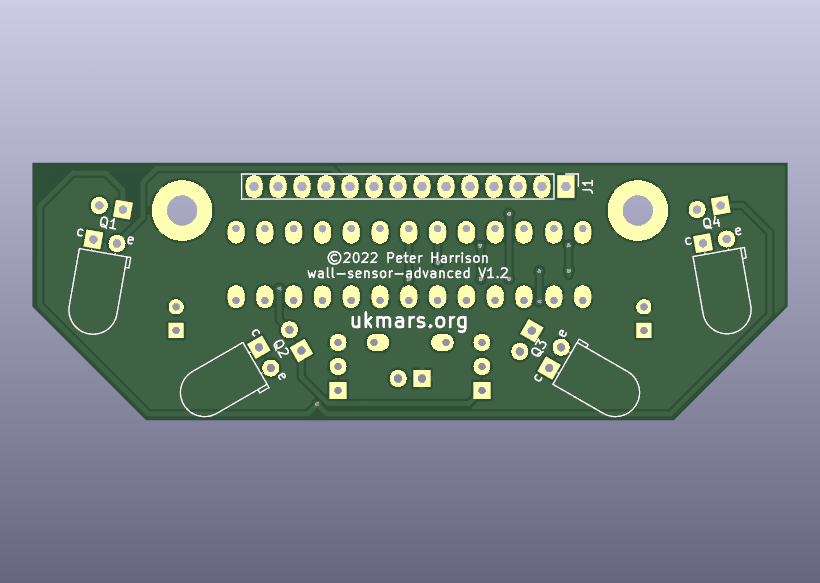 J1
Q1
c
e
Q4
c
e
©2022 Peter Harrison
wall-sensor-advanced V1.2
ukmars.org
c
Q2
e
e
Q3
c